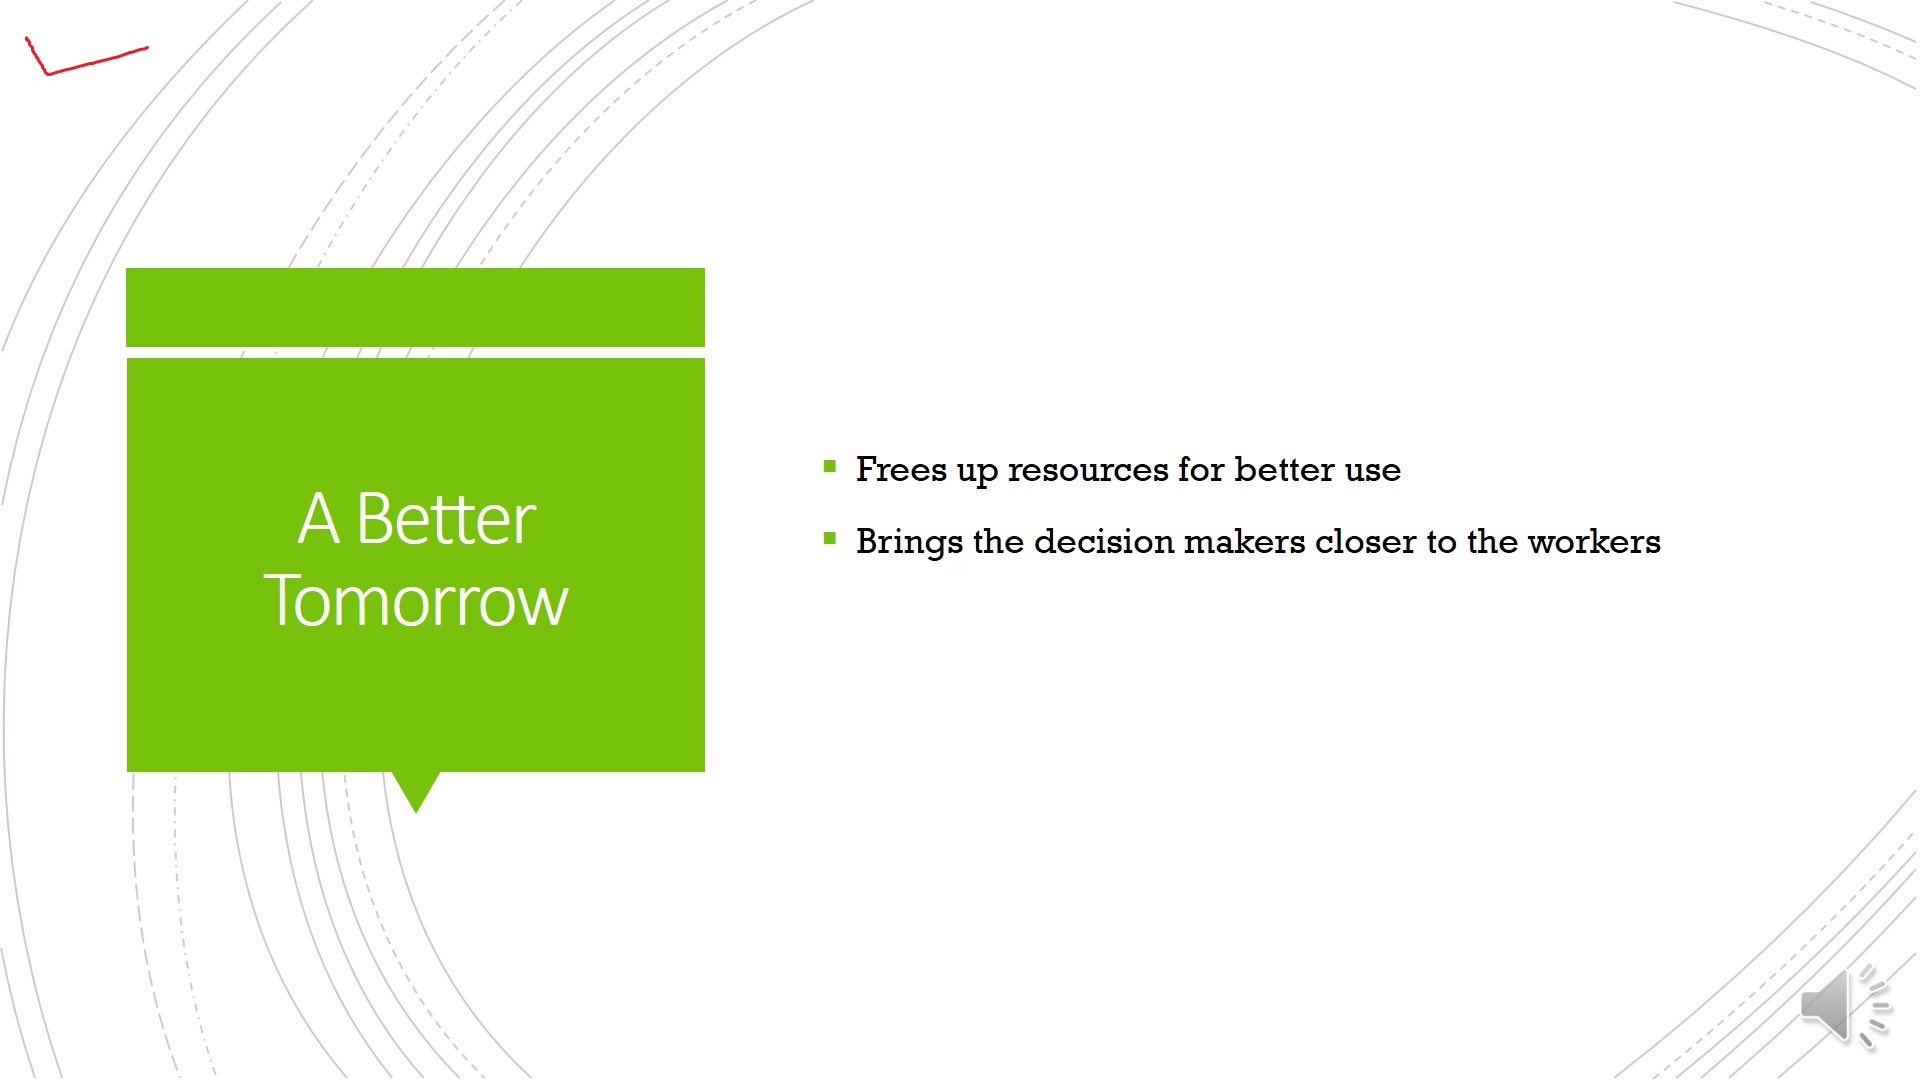 A Better
Tomorrow
Frees up resources for better use
Brings the decision makers closer to the workers